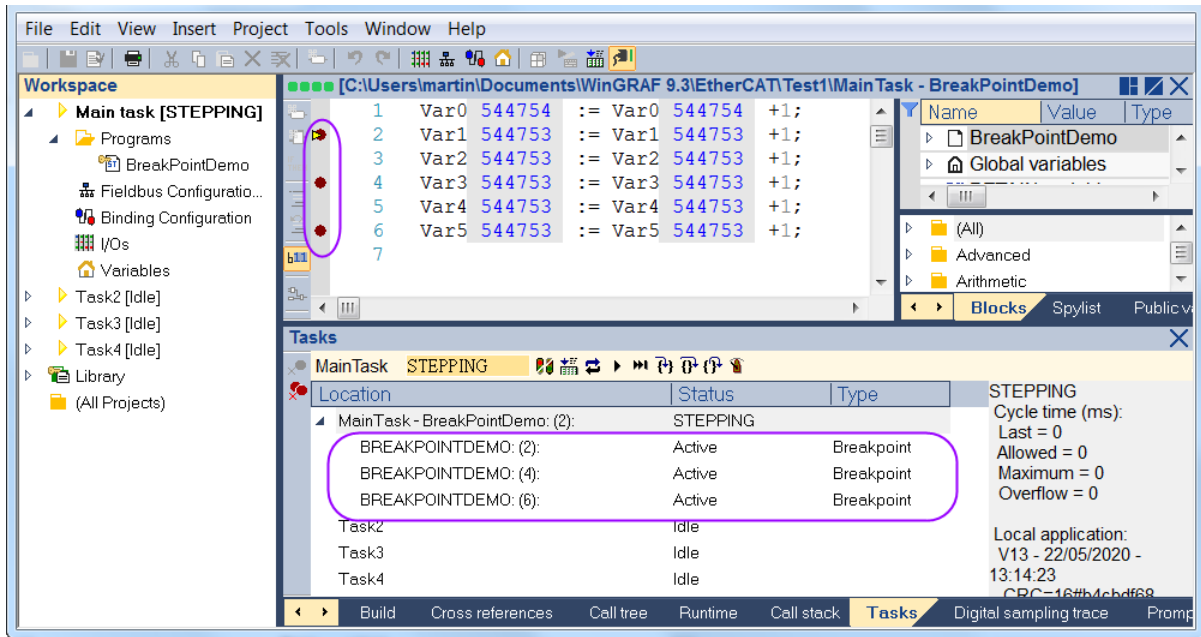 File Edit View Insert Project Tools Window Help
Workspace
Main task [STEPPING]
Programs
BreakPointDemo
Fieldbus Configuratio...
Binding Configuration
I/Os
Variables
Task2 [Idle]
Task3 [Idle]
Task4 [Idle]
Library
(All Projects)
[C:\Users\martin\Documents\WinGRAF 9.3\EtherCAT\Test1\MainTask - BreakPointDemo]
1 Var0 544754 := Var0 544754 +1;
2 Var1 544753 := Var1 544753 +1;
3 Var2 544753 := Var2 544753 +1;
4 Var3 544753 := Var3 544753 +1;
5 Var4 544753 := Var4 544753 +1;
6 Var5 544753 := Var5 544753 +1;
7
Name Value Type
BreakPointDemo
Global variables
(All)
Advanced
Arithmetic
Blocks Spylist Public v
Tasks
MainTask STEPPING
Location Status Type
MainTask - BreakPointDemo: (2): STEPPING
BREAKPOINTDEMO: (2): Active Breakpoint
BREAKPOINTDEMO: (4): Active Breakpoint
BREAKPOINTDEMO: (6): Active Breakpoint
Task2 Idle
Task3 Idle
Task4 Idle
STEPPING
Cycle time (ms):
Last = 0
Allowed = 0
Maximum = 0
Overflow = 0
Local application:
V13 - 22/05/2020 -
13:14:23
CRC=16#b4cbdf68
Build Cross references Call tree Runtime Call stack Tasks Digital sampling trace Promp